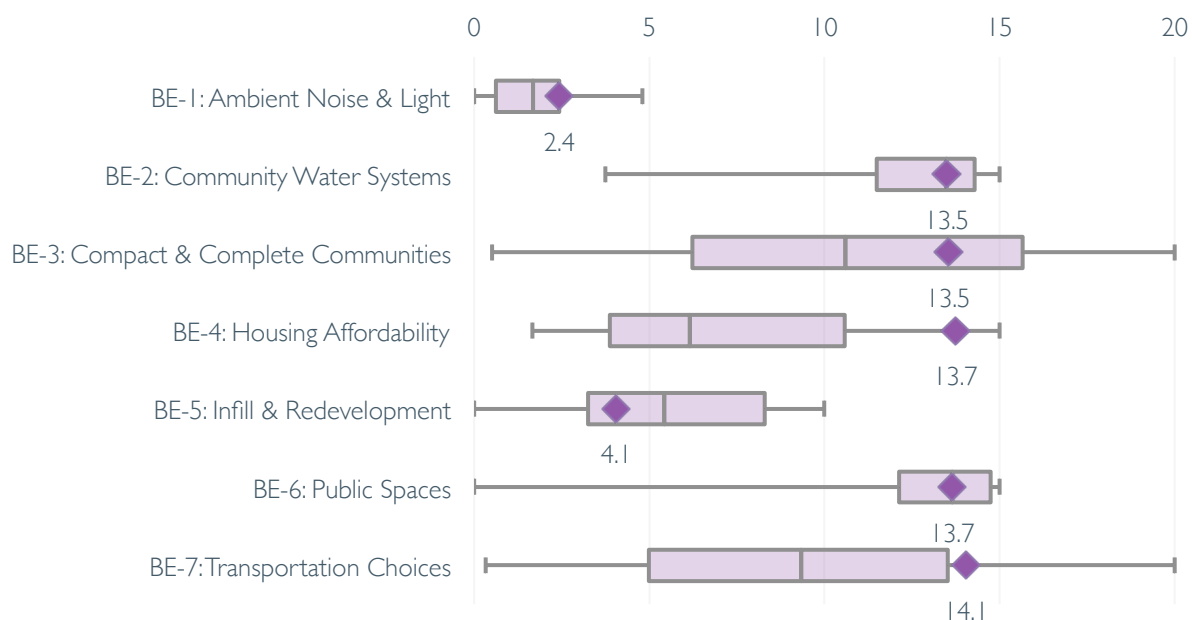 0 5 10 15 20
BE-1: Ambient Noise & Light
2.4
BE-2: Community Water Systems
13.5
BE-3: Compact & Complete Communities
13.5
BE-4: Housing Affordability
13.7
BE-5: Infill & Redevelopment
4.1
BE-6: Public Spaces
13.7
BE-7: Transportation Choices
14.1